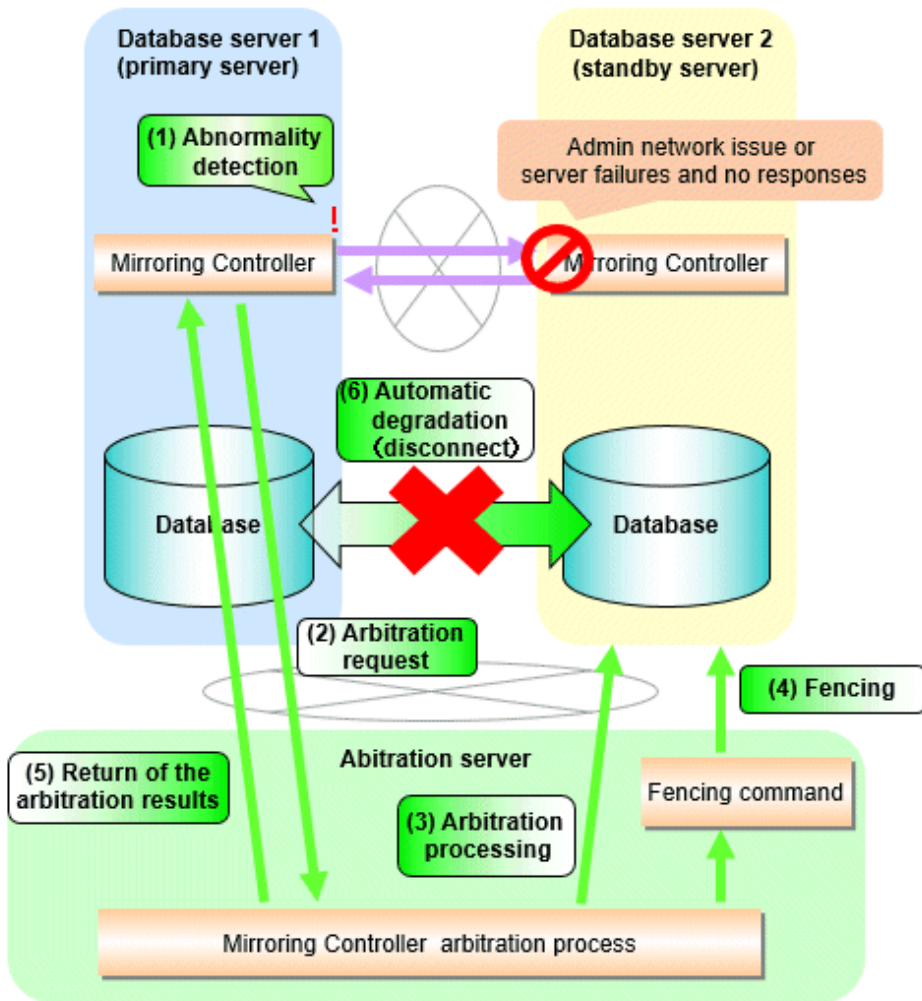 Database server 1
(primary server)
Database server 2
(standby server)
(1) Abnormality
detection
Admin network issue or
server failures and no responses
!
Mirroring Controller
Mirroring Controller
(6) Automatic
degradation
(disconnect)
Database
Database
(2) Arbitration
request
(4) Fencing
Abitration server
(5) Return of the
arbitration results
Fencing command
(3) Arbitration
processing
Mirroring Controller arbitration process